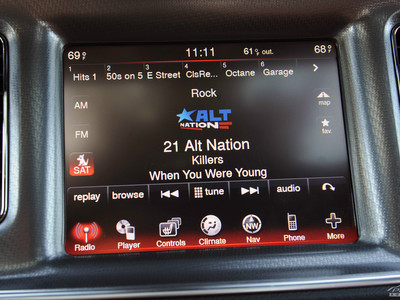 69° 11:11 61° out. 68°
1 2 3 4 5 6
Hits 1 50s on 5 E Street ClsRe... Octane Garage
Rock
AM
map
ALT
NATION
FM
fav
21 Alt Nation
Killers
SAT
When You Were Young
replay browse tune audio
NW
Radio Player Controls Climate Nav Phone More